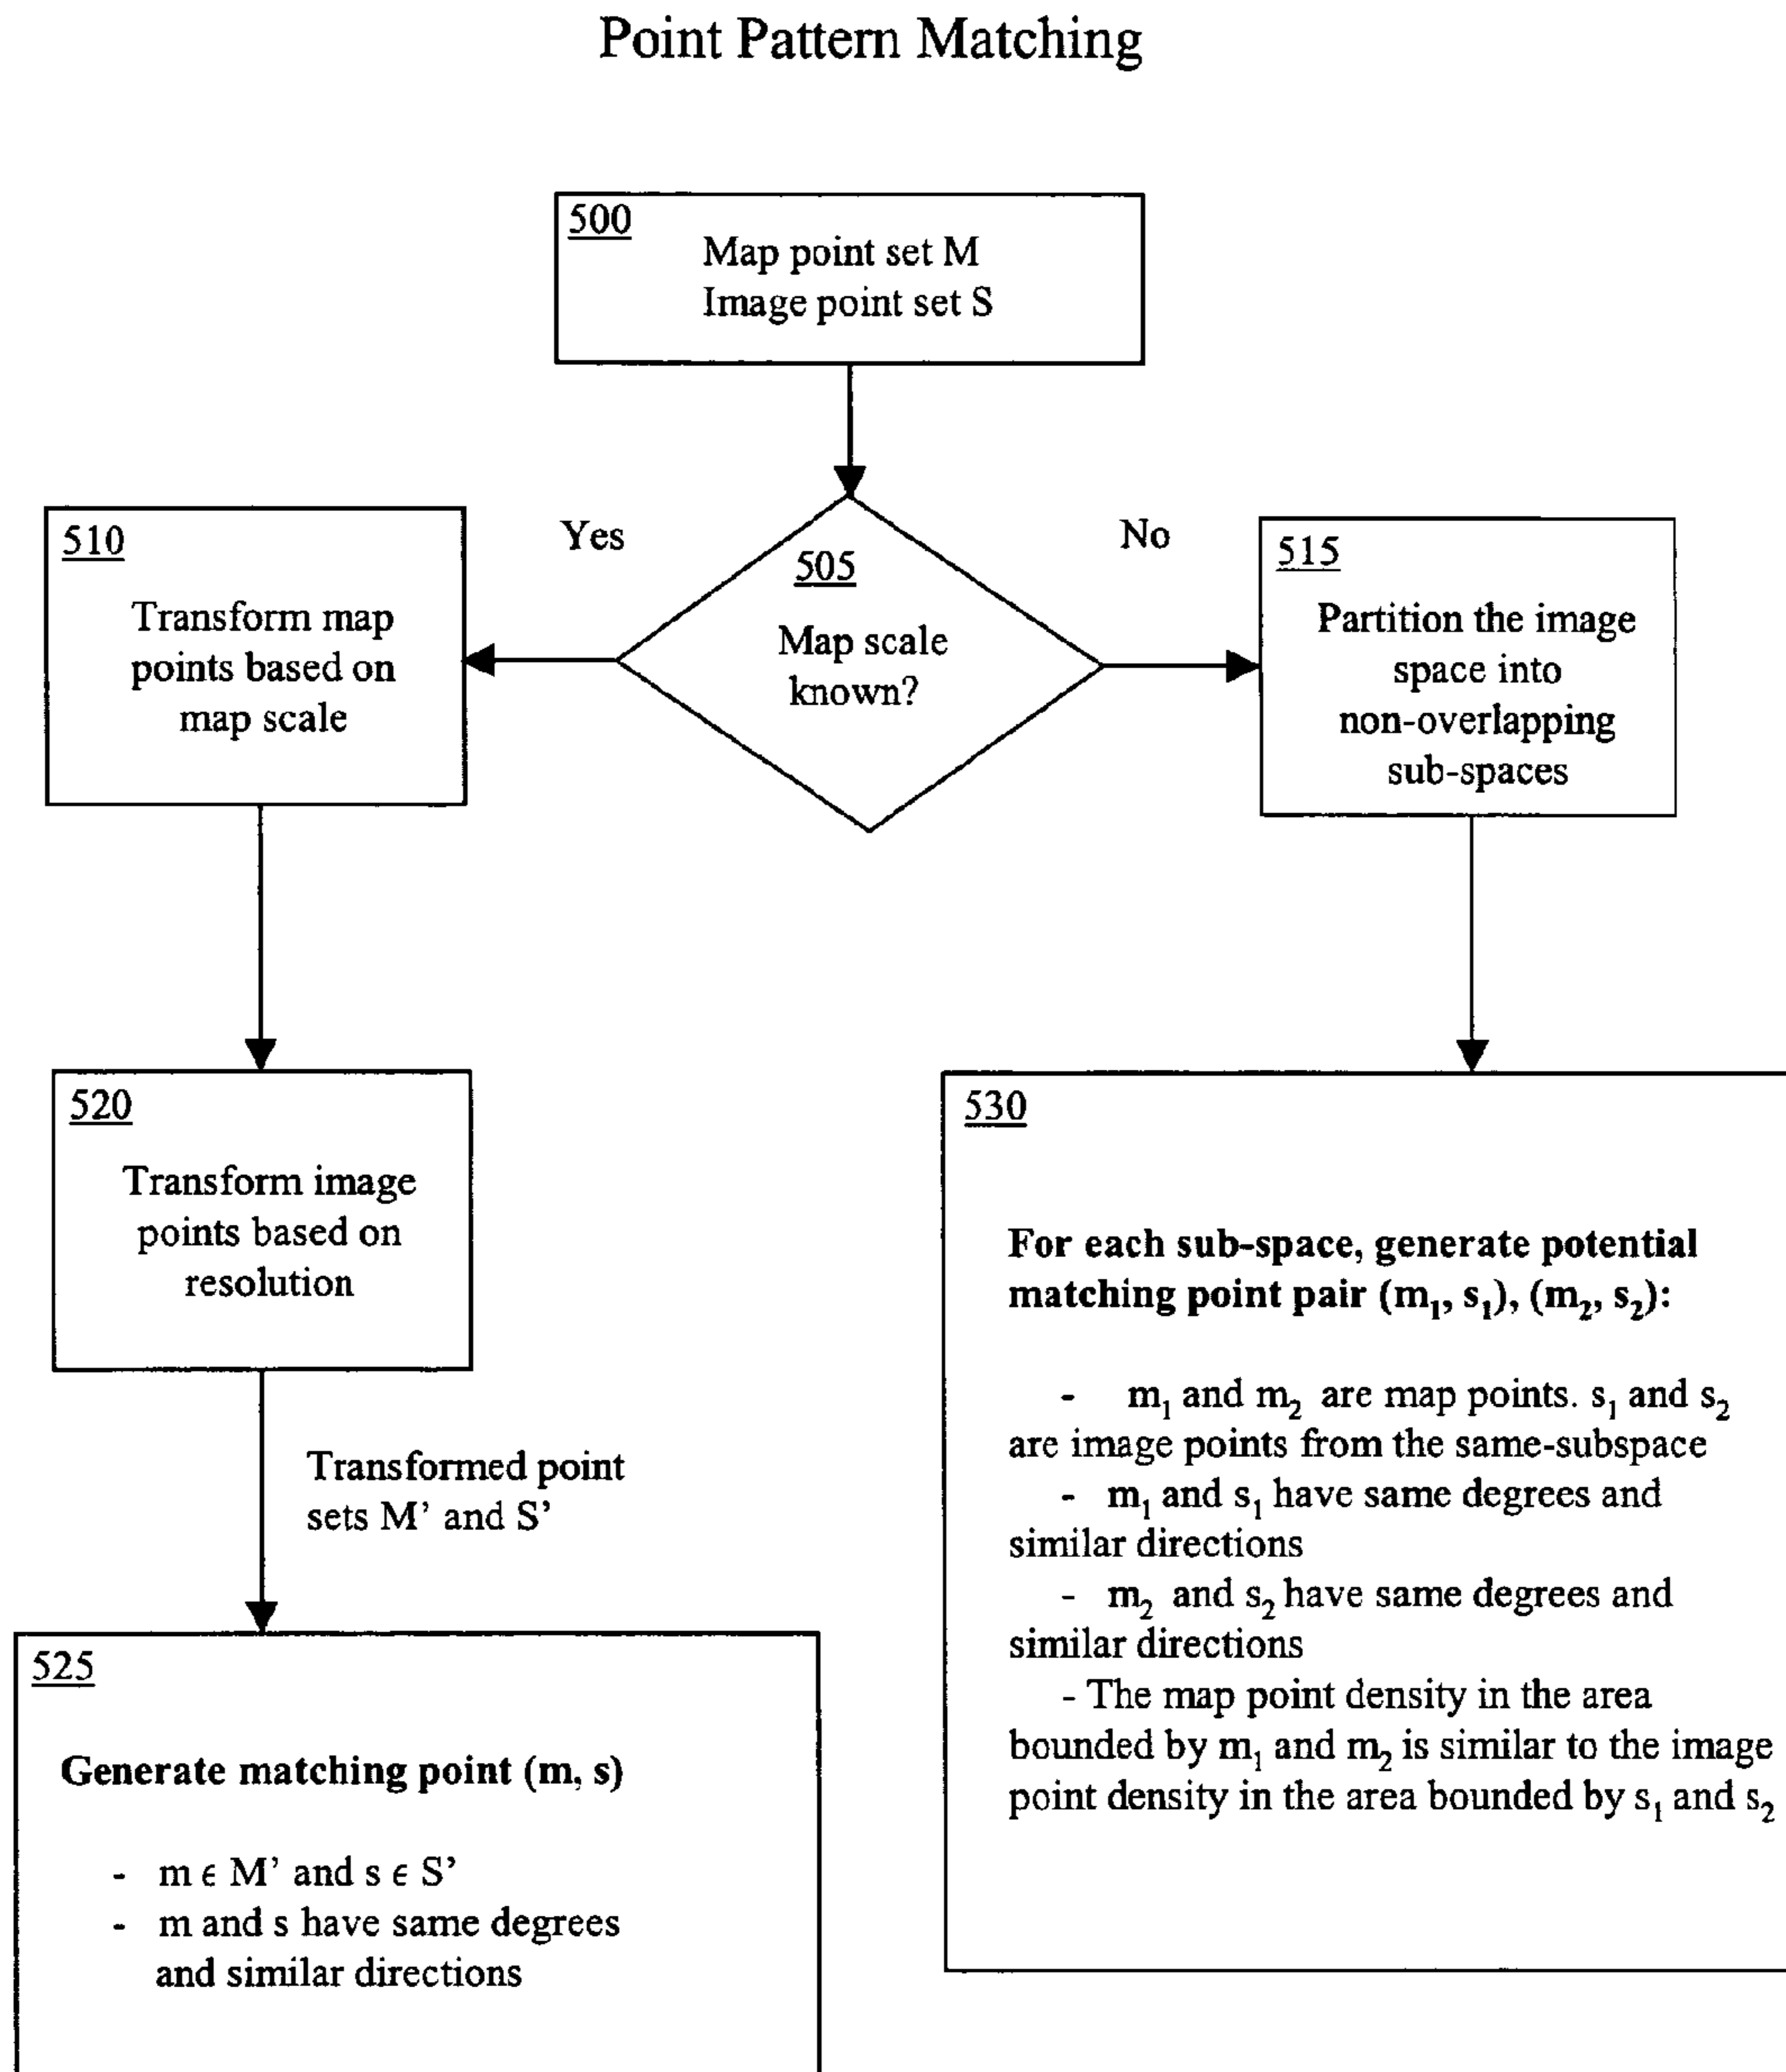 Point Pattern Matching
500
Map point set M
Image point set S
Yes
505
Map scale
known?
No
510
Transform map
points based on
map scale
515
Partition the image
space into
non-overlapping
sub-spaces
520
Transform image
points based on
resolution
Transformed point
sets M’ and S’
525
Generate matching point (m, s)
- m ϵ M’ and s ϵ S’
- m and s have same degrees
and similar directions
530
For each sub-space, generate potential
matching point pair (m₁, s₁), (m₂, s₂):
- m₁ and m₂ are map points. s₁ and s₂
are image points from the same-subspace
- m₁ and s₁ have same degrees and
similar directions
- m₂ and s₂ have same degrees and
similar directions
- The map point density in the area
bounded by m₁ and m₂ is similar to the image
point density in the area bounded by s₁ and s₂